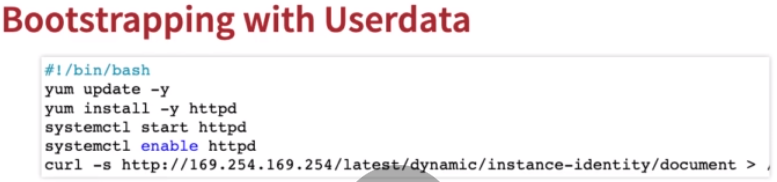 Bootstrapping with Userdata
#!/bin/bash
yum update -y
yum install -y httpd
systemctl start httpd
systemctl enable httpd
curl -s http://169.254.169.254/latest/dynamic/instance-identity/document > /